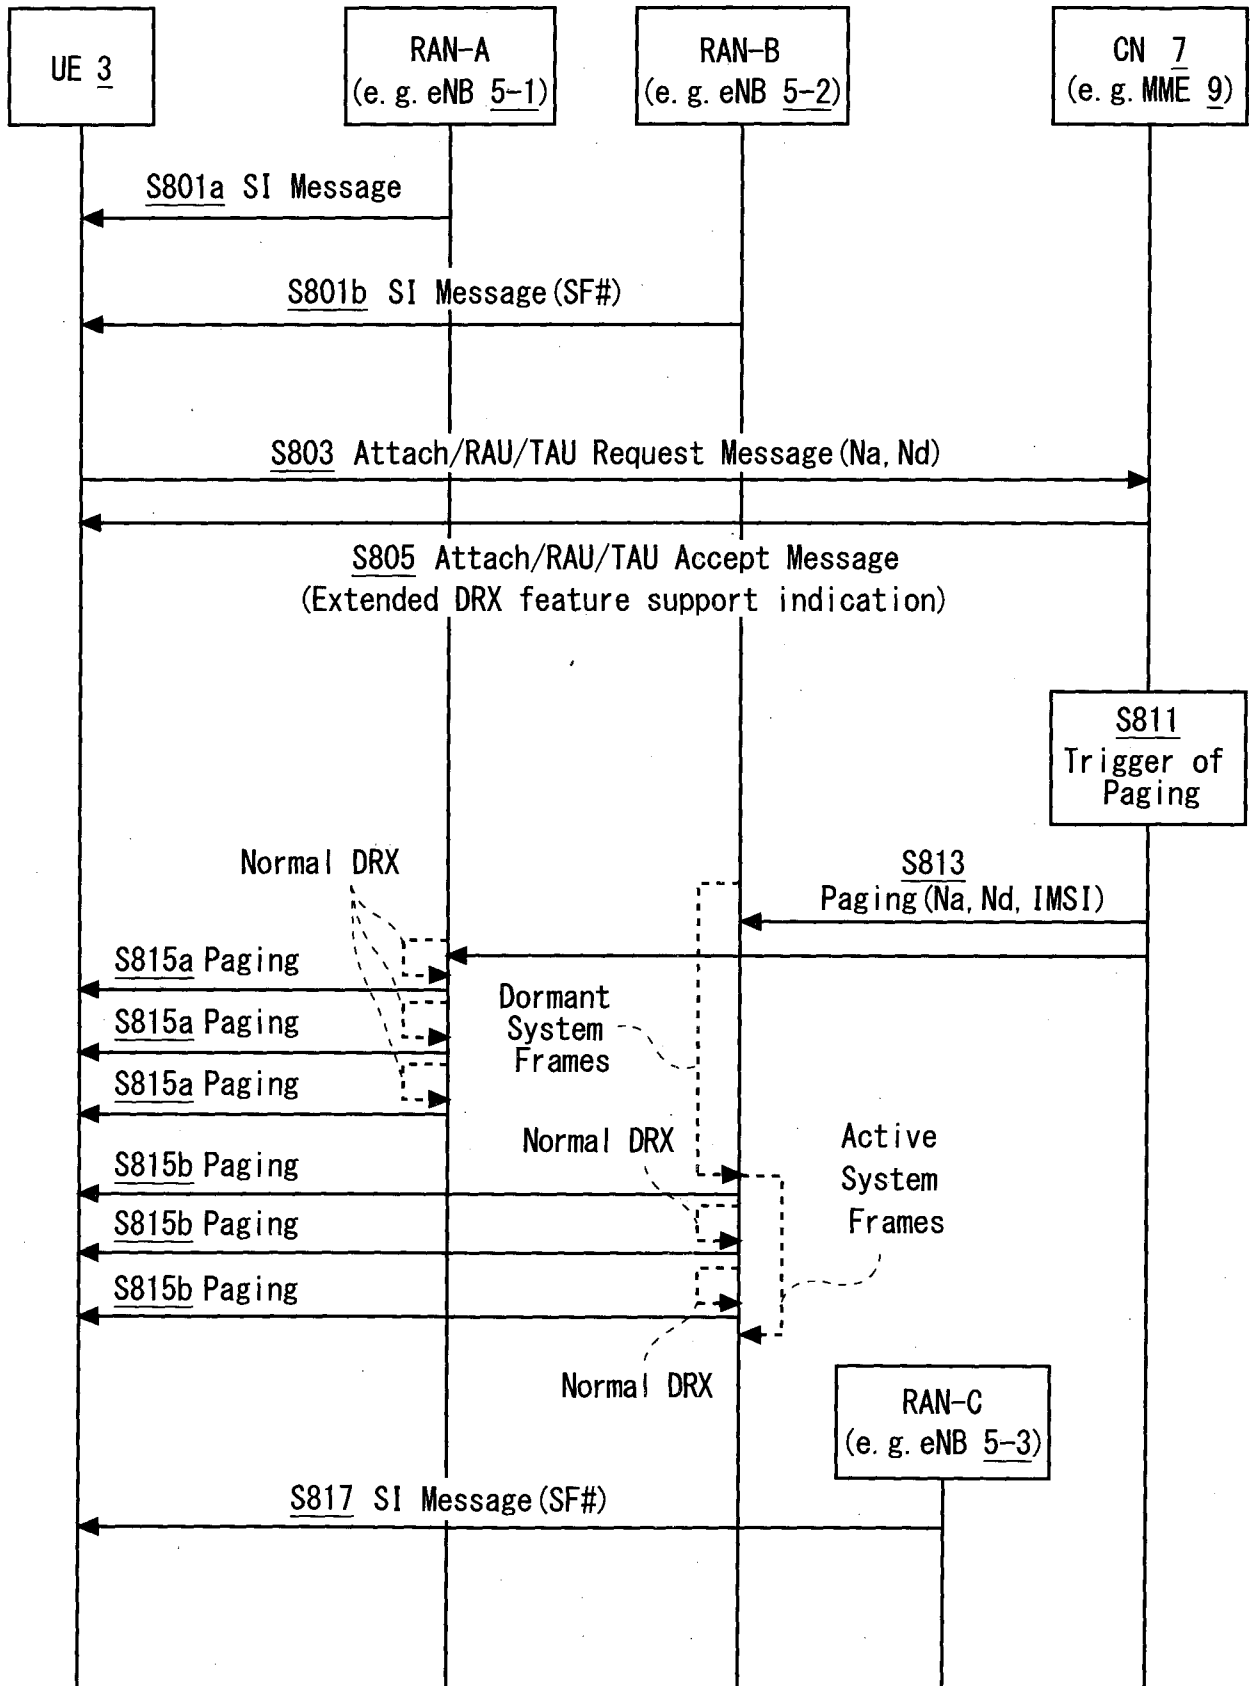 UE 3
RAN-A
(e.g. eNB 5-1)
RAN-B
(e.g. eNB 5-2)
CN 7
(e.g. MME 9)
S801a SI Message
S801b SI Message(SF#)
S803 Attach/RAU/TAU Request Message(Na, Nd)
S805 Attach/RAU/TAU Accept Message
(Extended DRX feature support indication)
S811
Trigger of
Paging
Normal DRX
S813
Paging(Na, Nd, IMSI)
S815a Paging
S815a Paging
S815a Paging
Dormant
System
Frames
Normal DRX
Active
System
Frames
S815b Paging
S815b Paging
S815b Paging
Normal DRX
RAN-C
(e.g. eNB 5-3)
S817 SI Message(SF#)